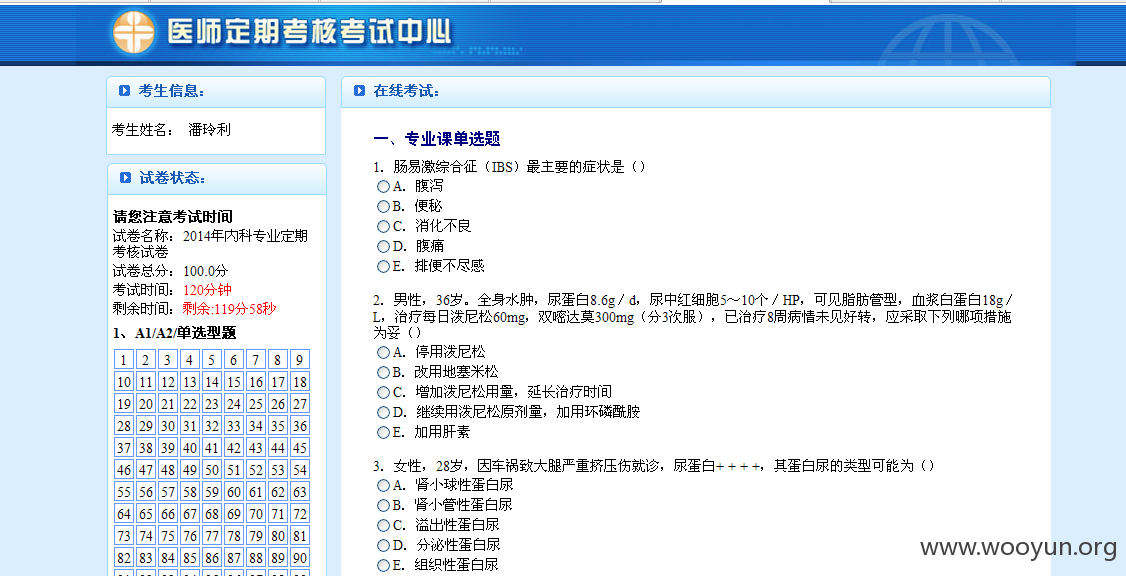 医师定期考核考试中心
考生信息：
考生姓名： 潘玲利
试卷状态：
请您注意考试时间
试卷名称：2014年内科专业定期
考核试卷
试卷总分：100.0分
考试时间：120分钟
剩余时间：剩余:119分58秒
1、A1/A2/单选型题
1 2 3 4 5 6 7 8 9
10 11 12 13 14 15 16 17 18
19 20 21 22 23 24 25 26 27
28 29 30 31 32 33 34 35 36
37 38 39 40 41 42 43 44 45
46 47 48 49 50 51 52 53 54
55 56 57 58 59 60 61 62 63
64 65 66 67 68 69 70 71 72
73 74 75 76 77 78 79 80 81
82 83 84 85 86 87 88 89 90
在线考试：
一、专业课单选题
1．肠易激综合征（IBS）最主要的症状是（）
A．腹泻
B．便秘
C．消化不良
D．腹痛
E．排便不尽感
2．男性，36岁。全身水肿，尿蛋白8.6g／d，尿中红细胞5～10个／HP，可见脂肪管型，血浆白蛋白18g／
L，治疗每日泼尼松60mg，双嘧达莫300mg（分3次服），已治疗8周病情未见好转，应采取下列哪项措施
为妥（）
A．停用泼尼松
B．改用地塞米松
C．增加泼尼松用量，延长治疗时间
D．继续用泼尼松原剂量，加用环磷酰胺
E．加用肝素
3．女性，28岁，因车祸致大腿严重挤压伤就诊，尿蛋白+ + + +，其蛋白尿的类型可能为（）
A．肾小球性蛋白尿
B．肾小管性蛋白尿
C．溢出性蛋白尿
D．分泌性蛋白尿
E．组织性蛋白尿
www.wooyun.org